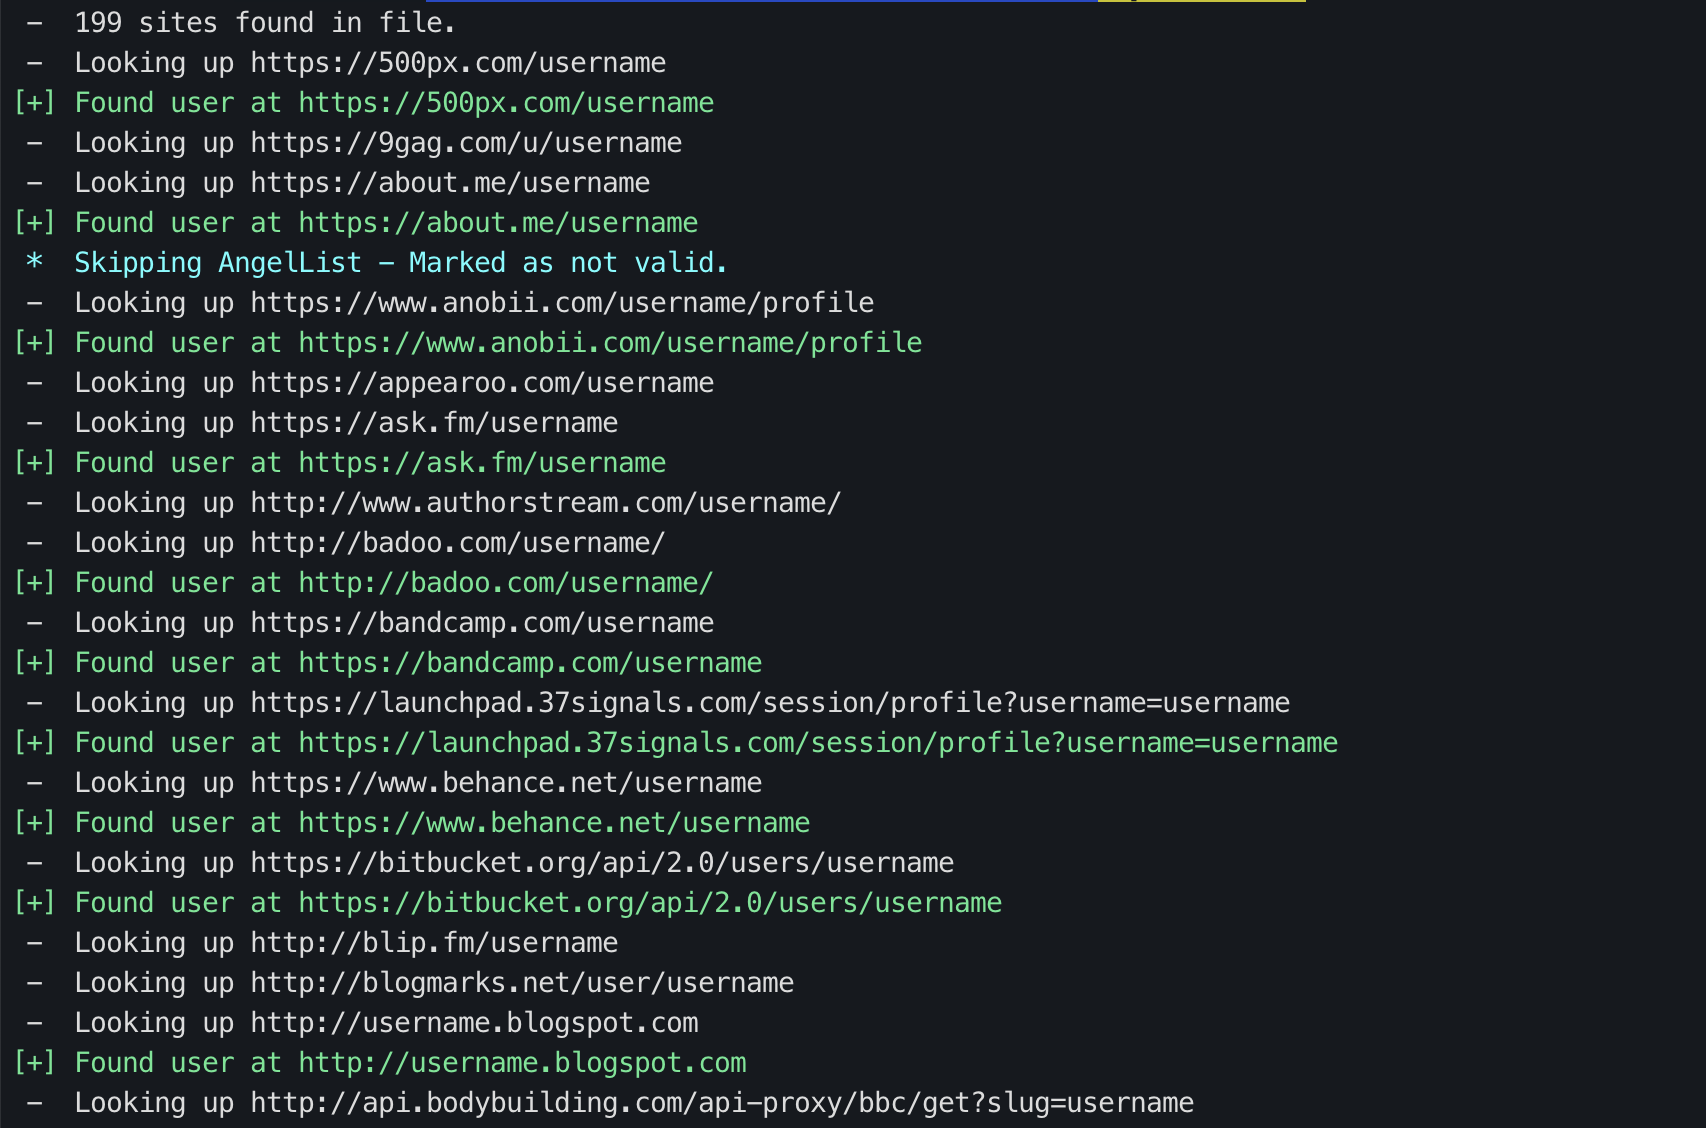 -  199 sites found in file.
-  Looking up https://500px.com/username
[+] Found user at https://500px.com/username
-  Looking up https://9gag.com/u/username
-  Looking up https://about.me/username
[+] Found user at https://about.me/username
*  Skipping AngelList - Marked as not valid.
-  Looking up https://www.anobii.com/username/profile
[+] Found user at https://www.anobii.com/username/profile
-  Looking up https://appearoo.com/username
-  Looking up https://ask.fm/username
[+] Found user at https://ask.fm/username
-  Looking up http://www.authorstream.com/username/
-  Looking up http://badoo.com/username/
[+] Found user at http://badoo.com/username/
-  Looking up https://bandcamp.com/username
[+] Found user at https://bandcamp.com/username
-  Looking up https://launchpad.37signals.com/session/profile?username=username
[+] Found user at https://launchpad.37signals.com/session/profile?username=username
-  Looking up https://www.behance.net/username
[+] Found user at https://www.behance.net/username
-  Looking up https://bitbucket.org/api/2.0/users/username
[+] Found user at https://bitbucket.org/api/2.0/users/username
-  Looking up http://blip.fm/username
-  Looking up http://blogmarks.net/user/username
-  Looking up http://username.blogspot.com
[+] Found user at http://username.blogspot.com
-  Looking up http://api.bodybuilding.com/api-proxy/bbc/get?slug=username